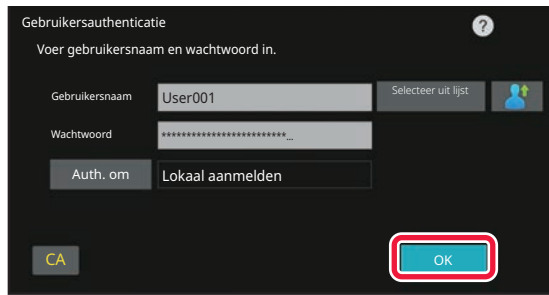 Gebruikersauthenticatie
?
Voer gebruikersnaam en wachtwoord in.
Gebruikersnaam User001 Selecteer uit lijst
Wachtwoord *************************...
Auth. om Lokaal aanmelden
CA OK